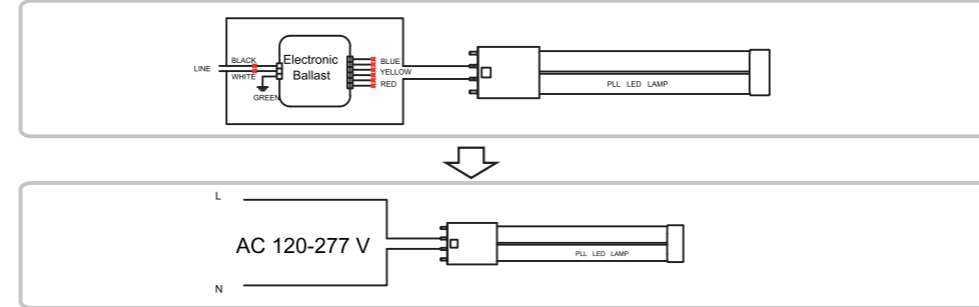 BLACK
LINE
WHITE
GREEN
Electronic
Ballast
BLUE
YELLOW
RED
PLL LED LAMP
L
AC 120-277 V
N
PLL LED LAMP